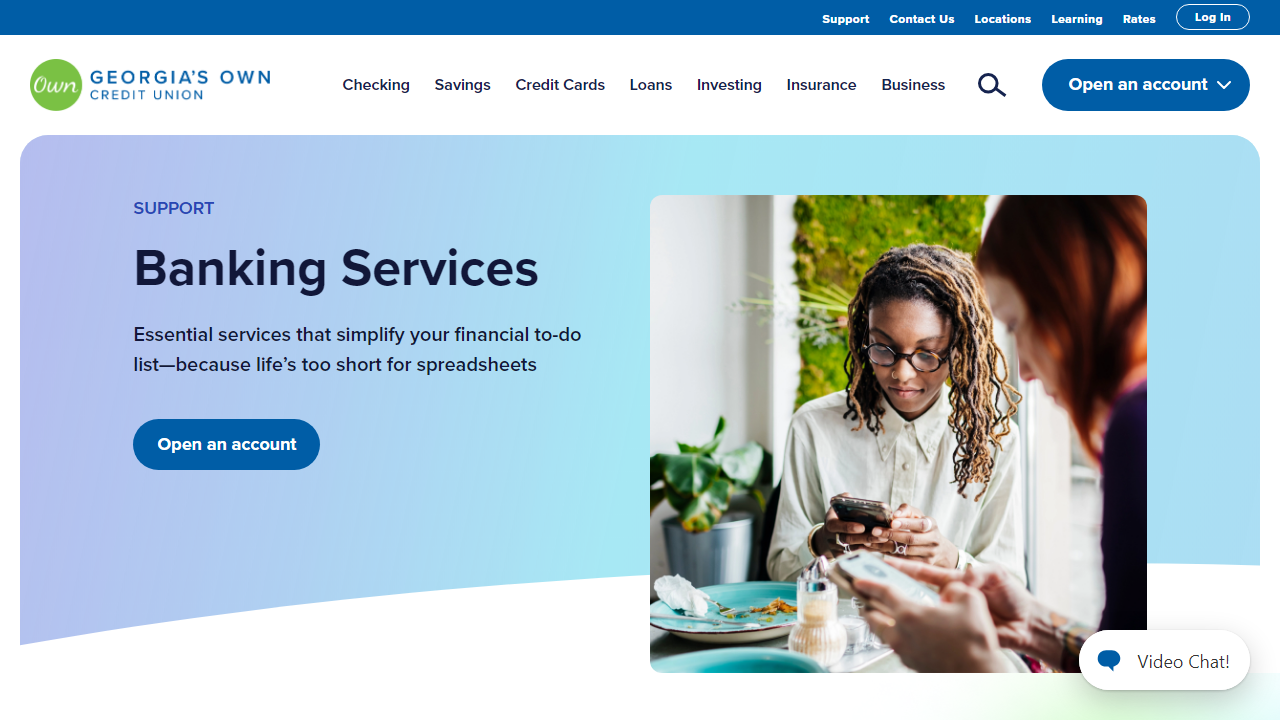 Support Contact Us Locations Learning Rates Log In
Own GEORGIA'S OWN
CREDIT UNION
Checking Savings Credit Cards Loans Investing Insurance Business Open an account
SUPPORT
Banking Services
Essential services that simplify your financial to-do
list—because life's too short for spreadsheets
Open an account
Video Chat!